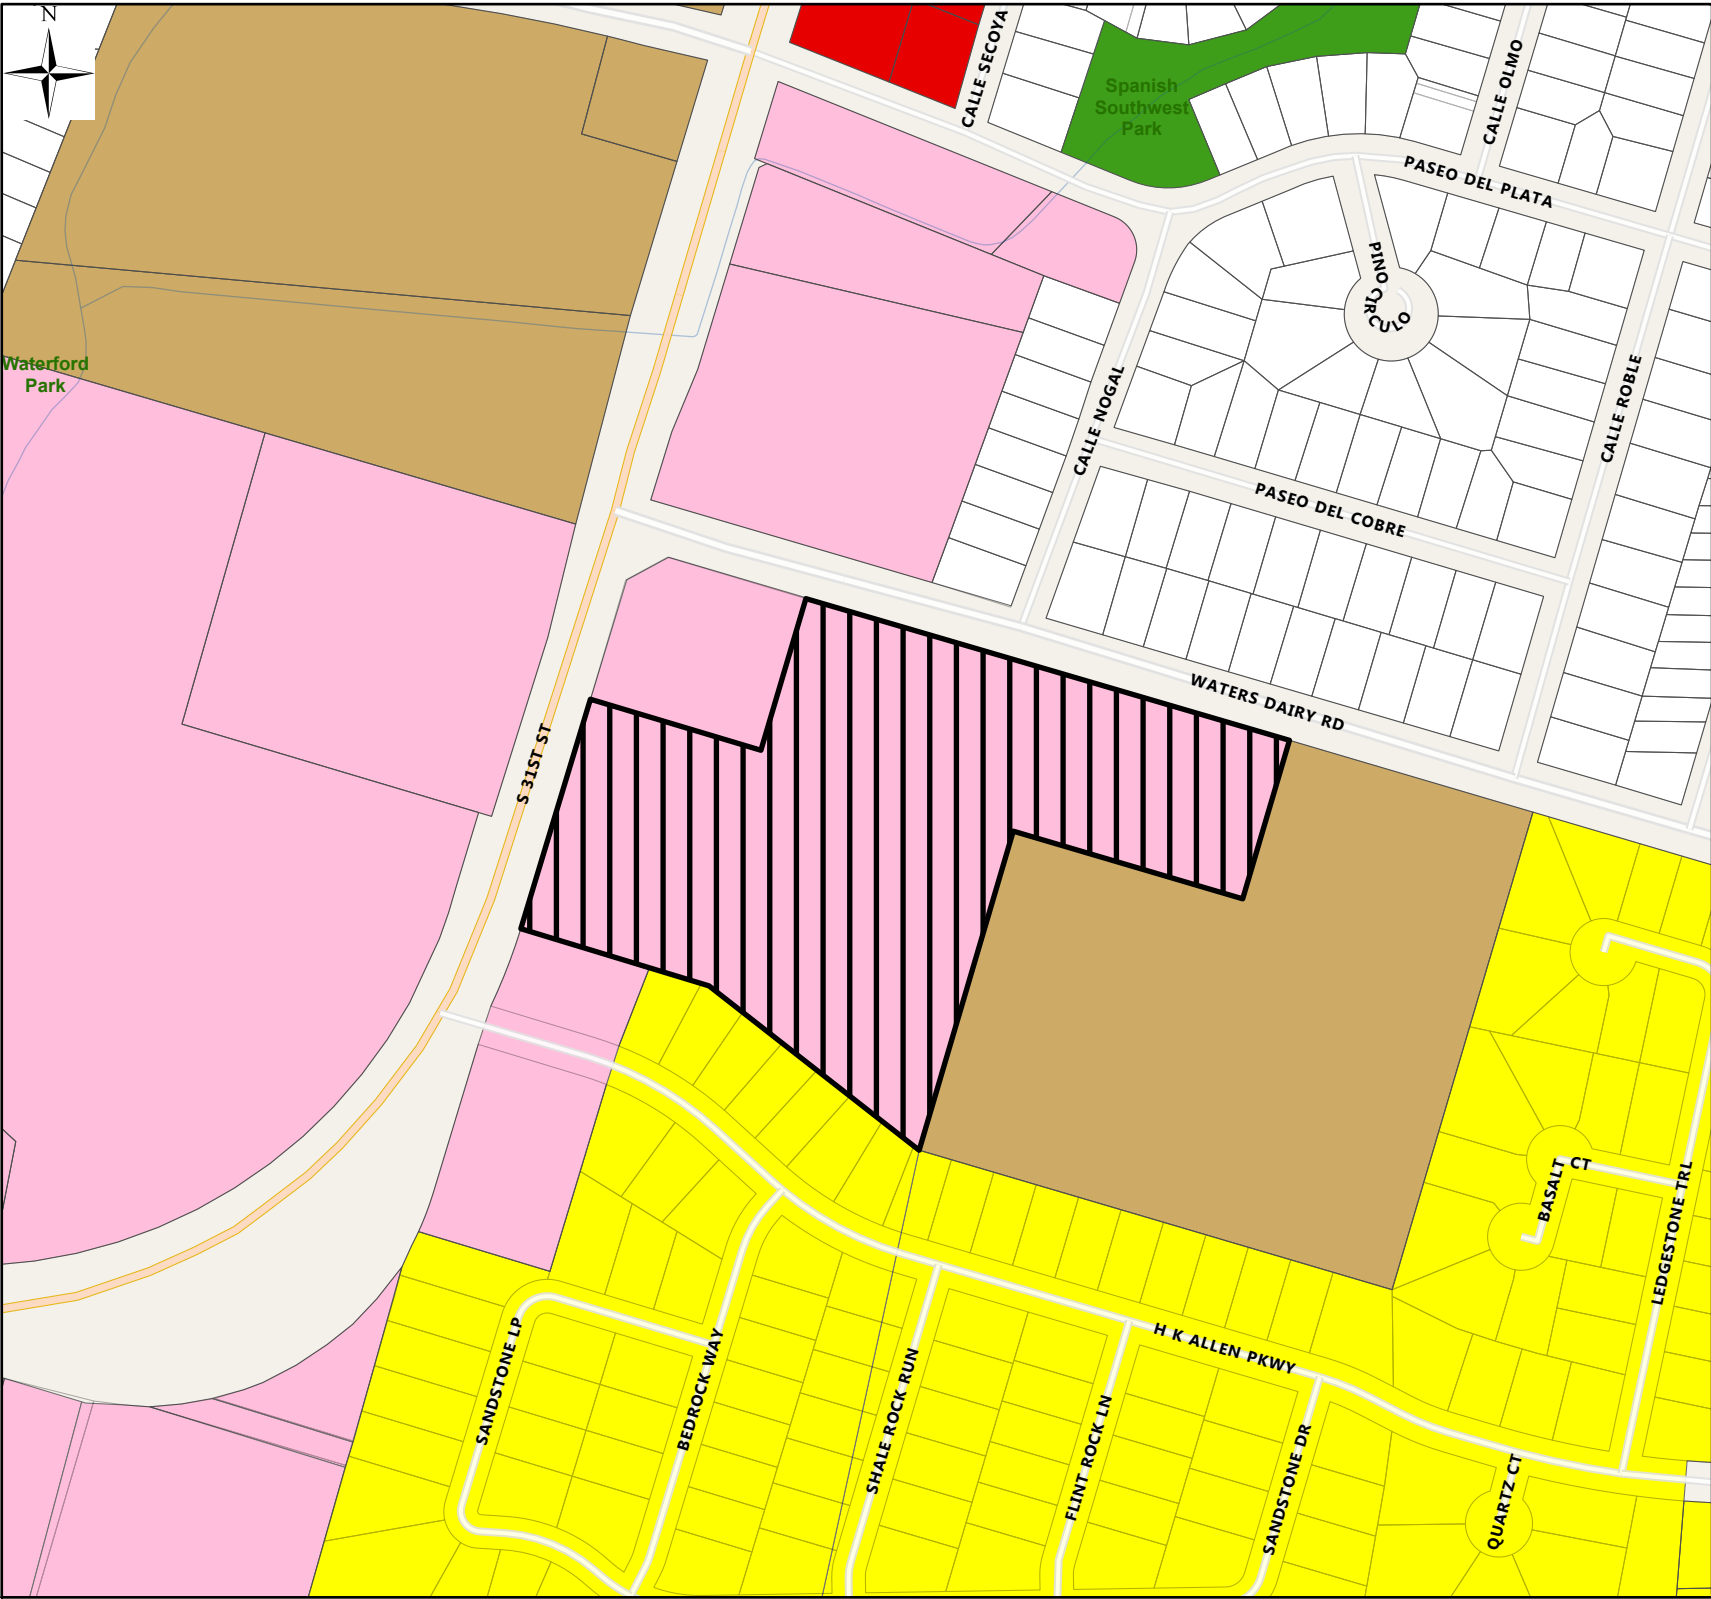 N
CALLE SECOYA
CALLE OLMO
Spanish
Southwest
Park
PASEO DEL PLATA
PINO CIRCULO
Waterford
Park
CALLE NOGAL
CALLE ROBLE
PASEO DEL COBRE
WATERS DAIRY RD
S 31ST ST
BASALT CT
LEDGESTONE TRL
H K ALLEN PKWY
SANDSTONE LP
BEDROCK WAY
SHALE ROCK RUN
FLINT ROCK LN
SANDSTONE DR
QUARTZ CT